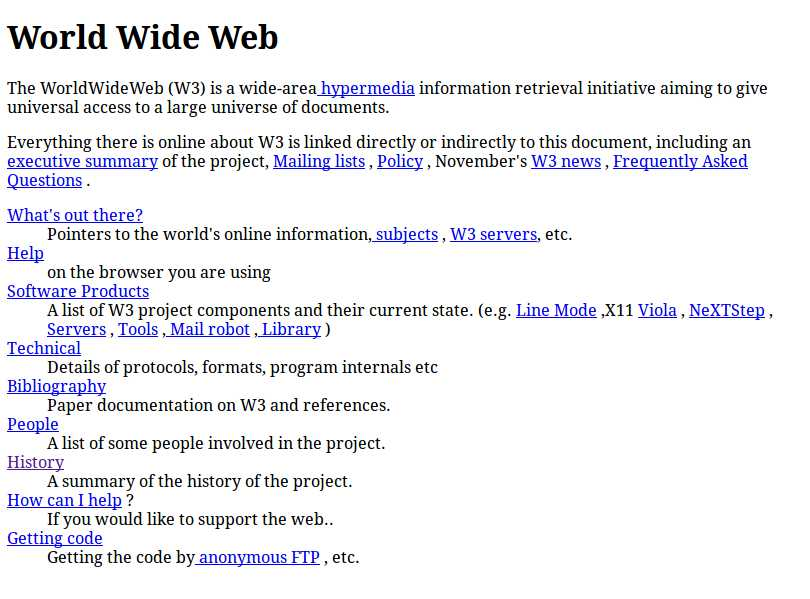 World Wide Web
The WorldWideWeb (W3) is a wide-area hypermedia information retrieval initiative aiming to give
universal access to a large universe of documents.
Everything there is online about W3 is linked directly or indirectly to this document, including an
executive summary of the project, Mailing lists , Policy , November's W3 news , Frequently Asked
Questions .
What's out there?
Pointers to the world's online information, subjects , W3 servers, etc.
Help
on the browser you are using
Software Products
A list of W3 project components and their current state. (e.g. Line Mode ,X11 Viola , NeXTStep ,
Servers , Tools , Mail robot , Library )
Technical
Details of protocols, formats, program internals etc
Bibliography
Paper documentation on W3 and references.
People
A list of some people involved in the project.
History
A summary of the history of the project.
How can I help ?
If you would like to support the web..
Getting code
Getting the code by anonymous FTP , etc.